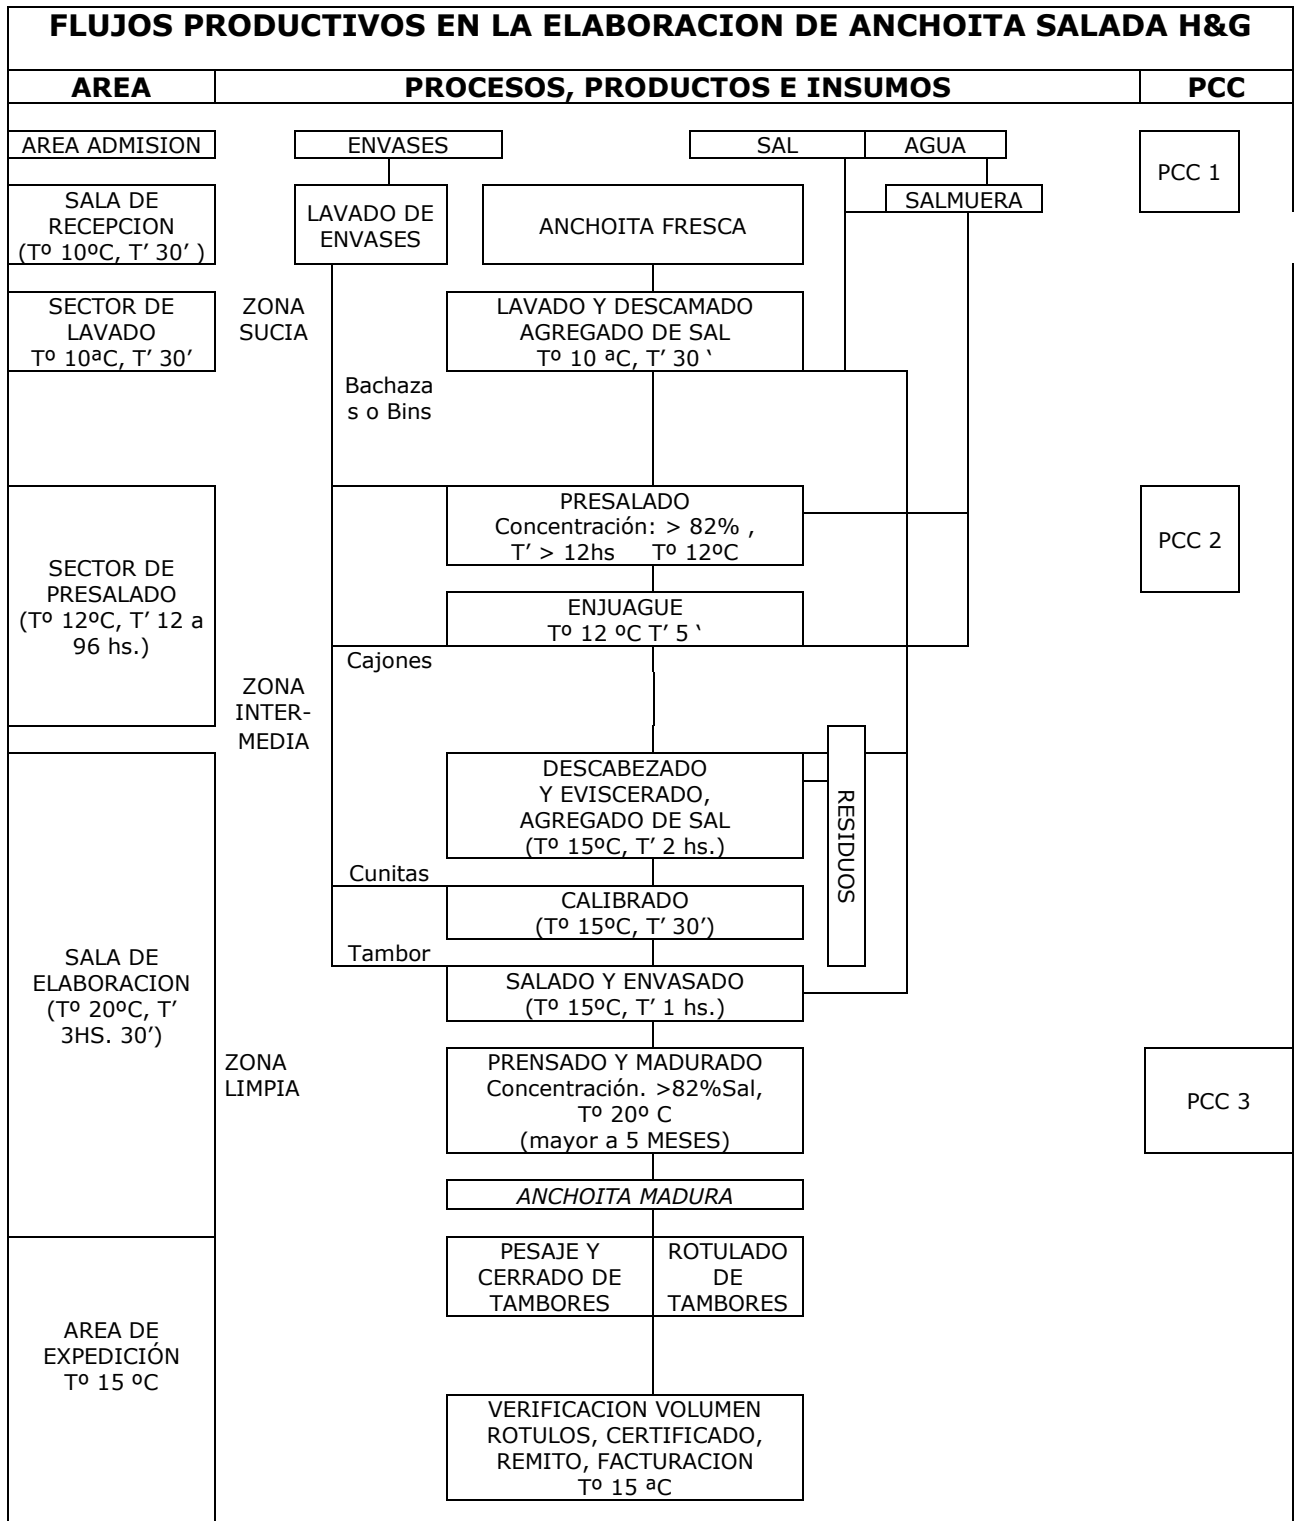 FLUJOS PRODUCTIVOS EN LA ELABORACION DE ANCHOITA SALADA H&G
AREA
PROCESOS, PRODUCTOS E INSUMOS
PCC
AREA ADMISION
ENVASES
SAL
AGUA
PCC 1
SALA DE
RECEPCION
(Tº 10ºC, T’ 30’ )
LAVADO DE
ENVASES
ANCHOITA FRESCA
SALMUERA
SECTOR DE
LAVADO
Tº 10ªC, T’ 30’
ZONA
SUCIA
LAVADO Y DESCAMADO
AGREGADO DE SAL
Tº 10 ªC, T’ 30 ‘
Bachaza
s o Bins
SECTOR DE
PRESALADO
(Tº 12ºC, T’ 12 a
96 hs.)
PRESALADO
Concentración: > 82% ,
T’ > 12hs Tº 12ºC
PCC 2
ENJUAGUE
Tº 12 ºC T’ 5 ‘
Cajones
ZONA
INTER-
MEDIA
DESCABEZADO
Y EVISCERADO,
AGREGADO DE SAL
(Tº 15ºC, T’ 2 hs.)
RESIDUOS
Cunitas
CALIBRADO
(Tº 15ºC, T’ 30’)
Tambor
SALA DE
ELABORACION
(Tº 20ºC, T’
3HS. 30’)
SALADO Y ENVASADO
(Tº 15ºC, T’ 1 hs.)
ZONA
LIMPIA
PRENSADO Y MADURADO
Concentración. >82%Sal,
Tº 20º C
(mayor a 5 MESES)
PCC 3
ANCHOITA MADURA
PESAJE Y
CERRADO DE
TAMBORES
ROTULADO
DE
TAMBORES
AREA DE
EXPEDICIÓN
Tº 15 ºC
VERIFICACION VOLUMEN
ROTULOS, CERTIFICADO,
REMITO, FACTURACION
Tº 15 ªC